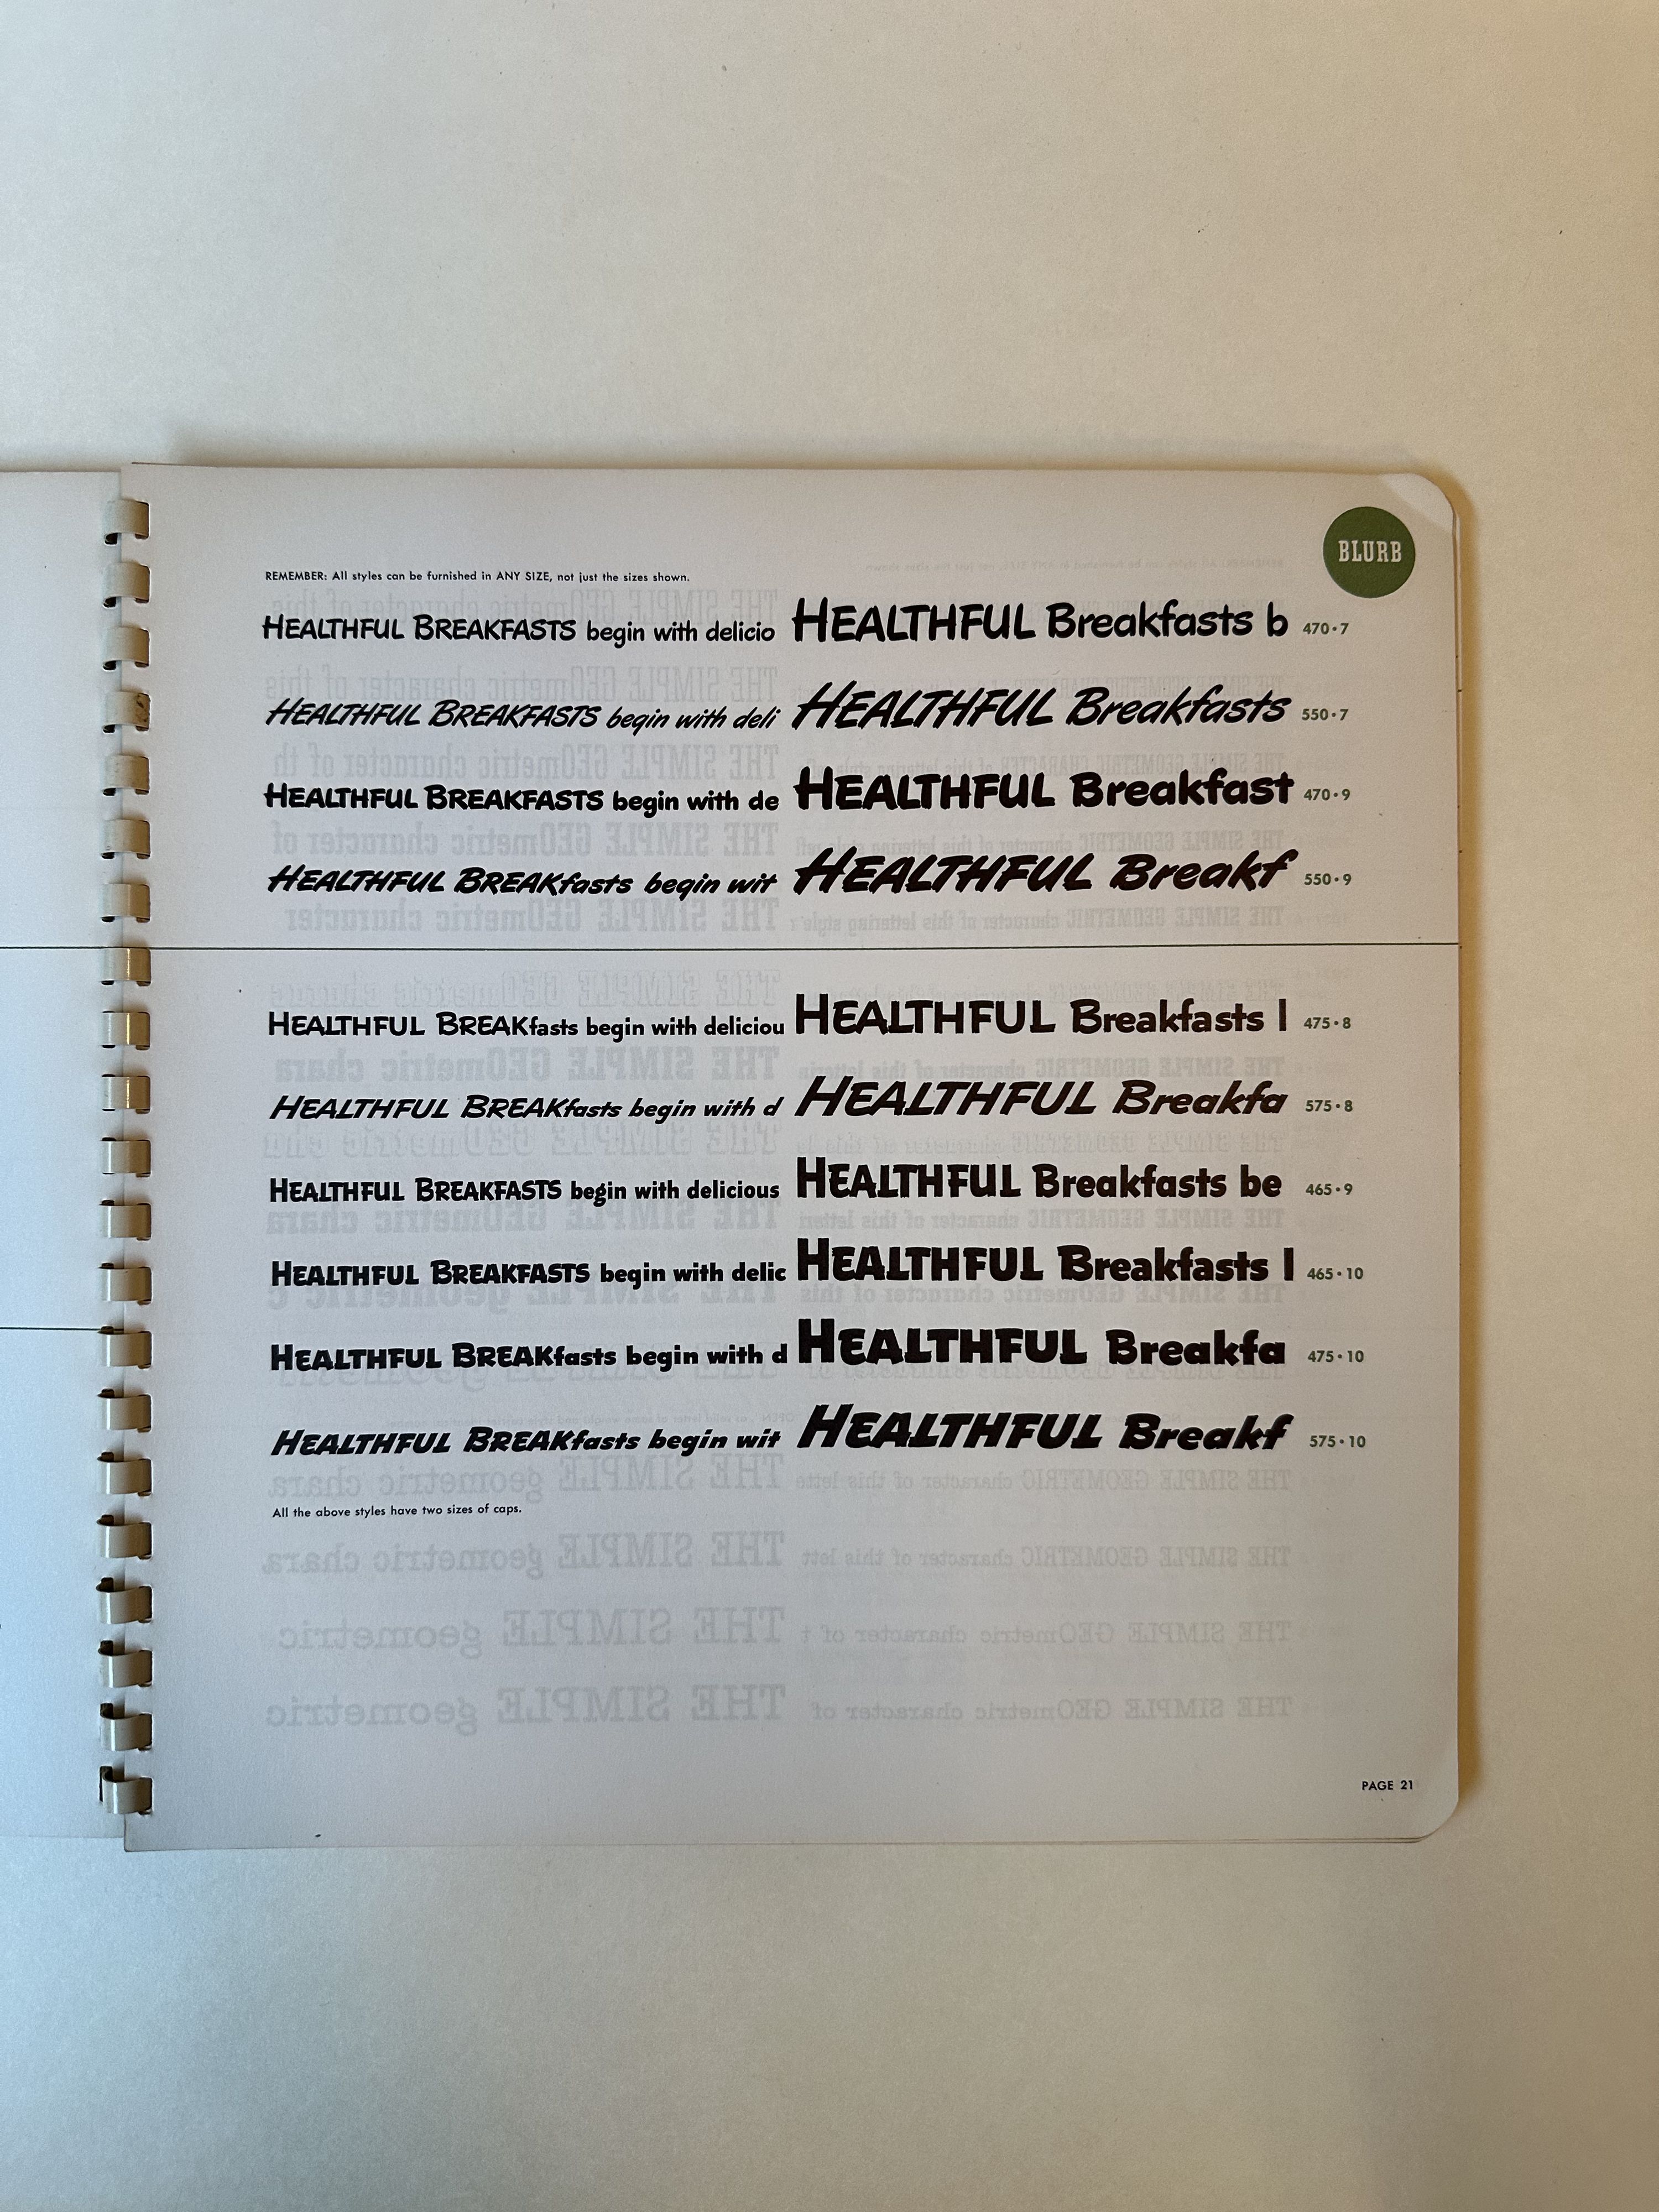 BLURB
REMEMBER: All styles can be furnished in ANY SIZE, not just the sizes shown.
HEALTHFUL BREAKFASTS begin with delicio HEALTHFUL Breakfasts b 470•7
HEALTHFUL BREAKFASTS begin with deli HEALTHFUL Breakfasts 550•7
HEALTHFUL BREAKFASTS begin with de HEALTHFUL Breakfast 470•9
HEALTHFUL BREAKfasts begin wit HEALTHFUL Breakf 550•9
HEALTHFUL BREAKfasts begin with deliciou HEALTHFUL Breakfasts l 475•8
HEALTHFUL BREAKfasts begin with d HEALTHFUL Breakfa 575•8
HEALTHFUL BREAKFASTS begin with delicious HEALTHFUL Breakfasts be 465•9
HEALTHFUL BREAKFASTS begin with delic HEALTHFUL Breakfasts l 465•10
HEALTHFUL BREAKfasts begin with d HEALTHFUL Breakfa 475•10
HEALTHFUL BREAKfasts begin wit HEALTHFUL Breakf 575•10
All the above styles have two sizes of caps.
PAGE 21